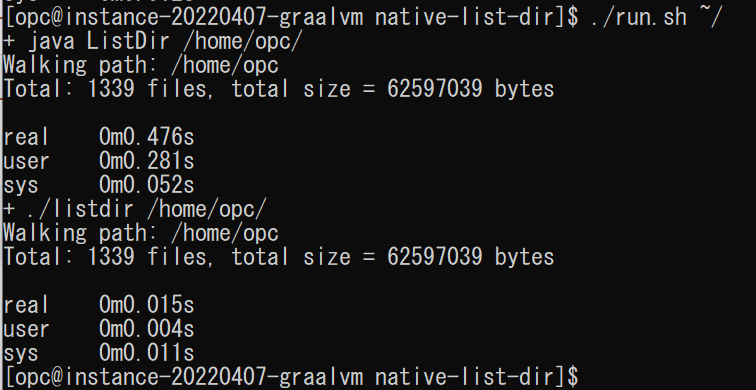 [opc@instance-20220407-graalvm native-list-dir]$ ./run.sh ~/
+ java ListDir /home/opc/
Walking path: /home/opc
Total: 1339 files, total size = 62597039 bytes
real 0m0.476s
user 0m0.281s
sys 0m0.052s
+ ./listdir /home/opc/
Walking path: /home/opc
Total: 1339 files, total size = 62597039 bytes
real 0m0.015s
user 0m0.004s
sys 0m0.011s
[opc@instance-20220407-graalvm native-list-dir]$